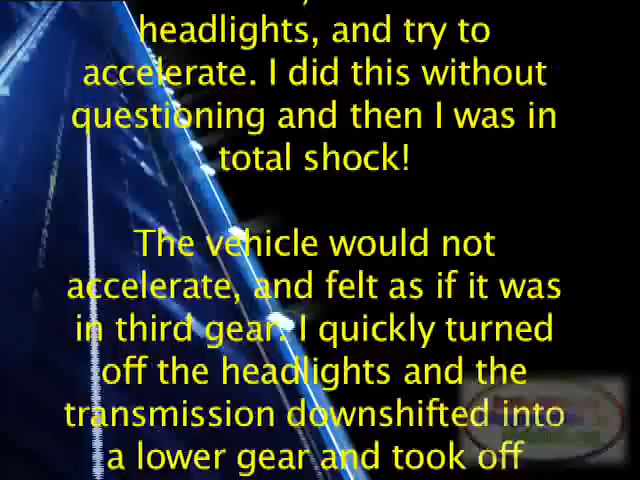 headlights, and try to
accelerate. I did this without
questioning and then I was in
total shock!
The vehicle would not
accelerate, and felt as if it was
in third gear. I quickly turned
off the headlights and the
transmission downshifted into
a lower gear and took off